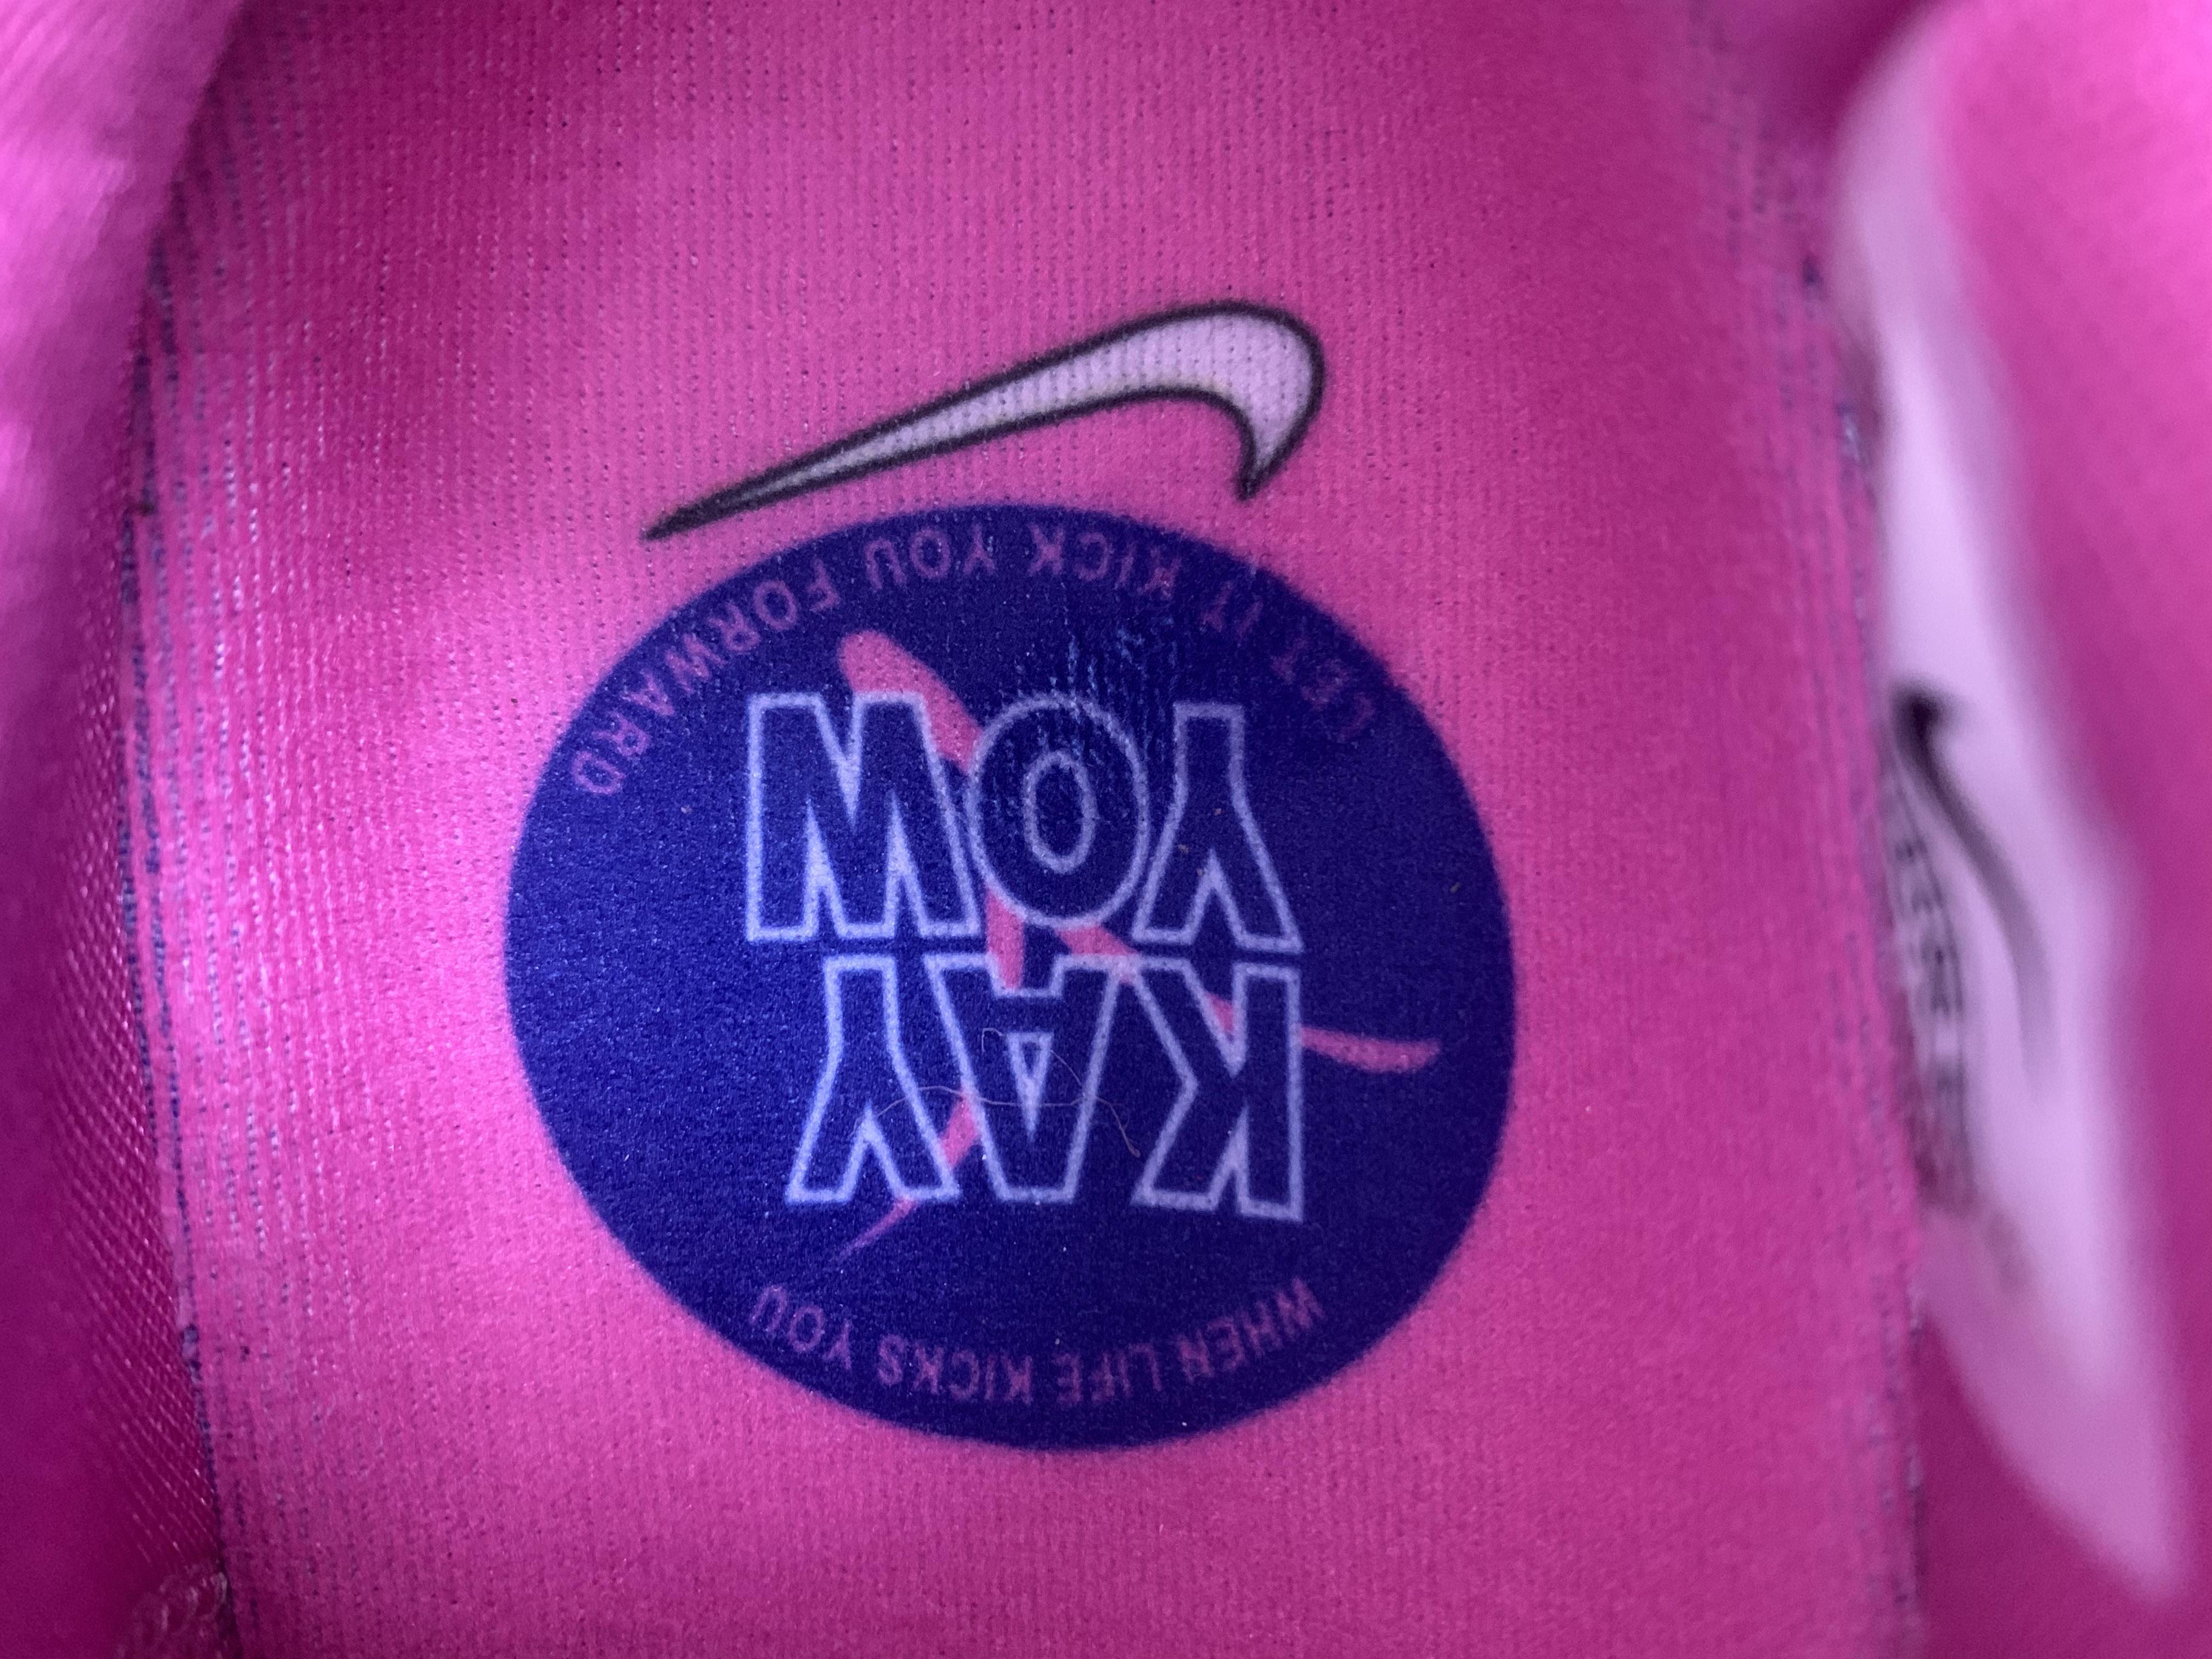 WHEN LIFE KICKS YOU
KAY
YOW
LET IT KICK YOU FORWARD